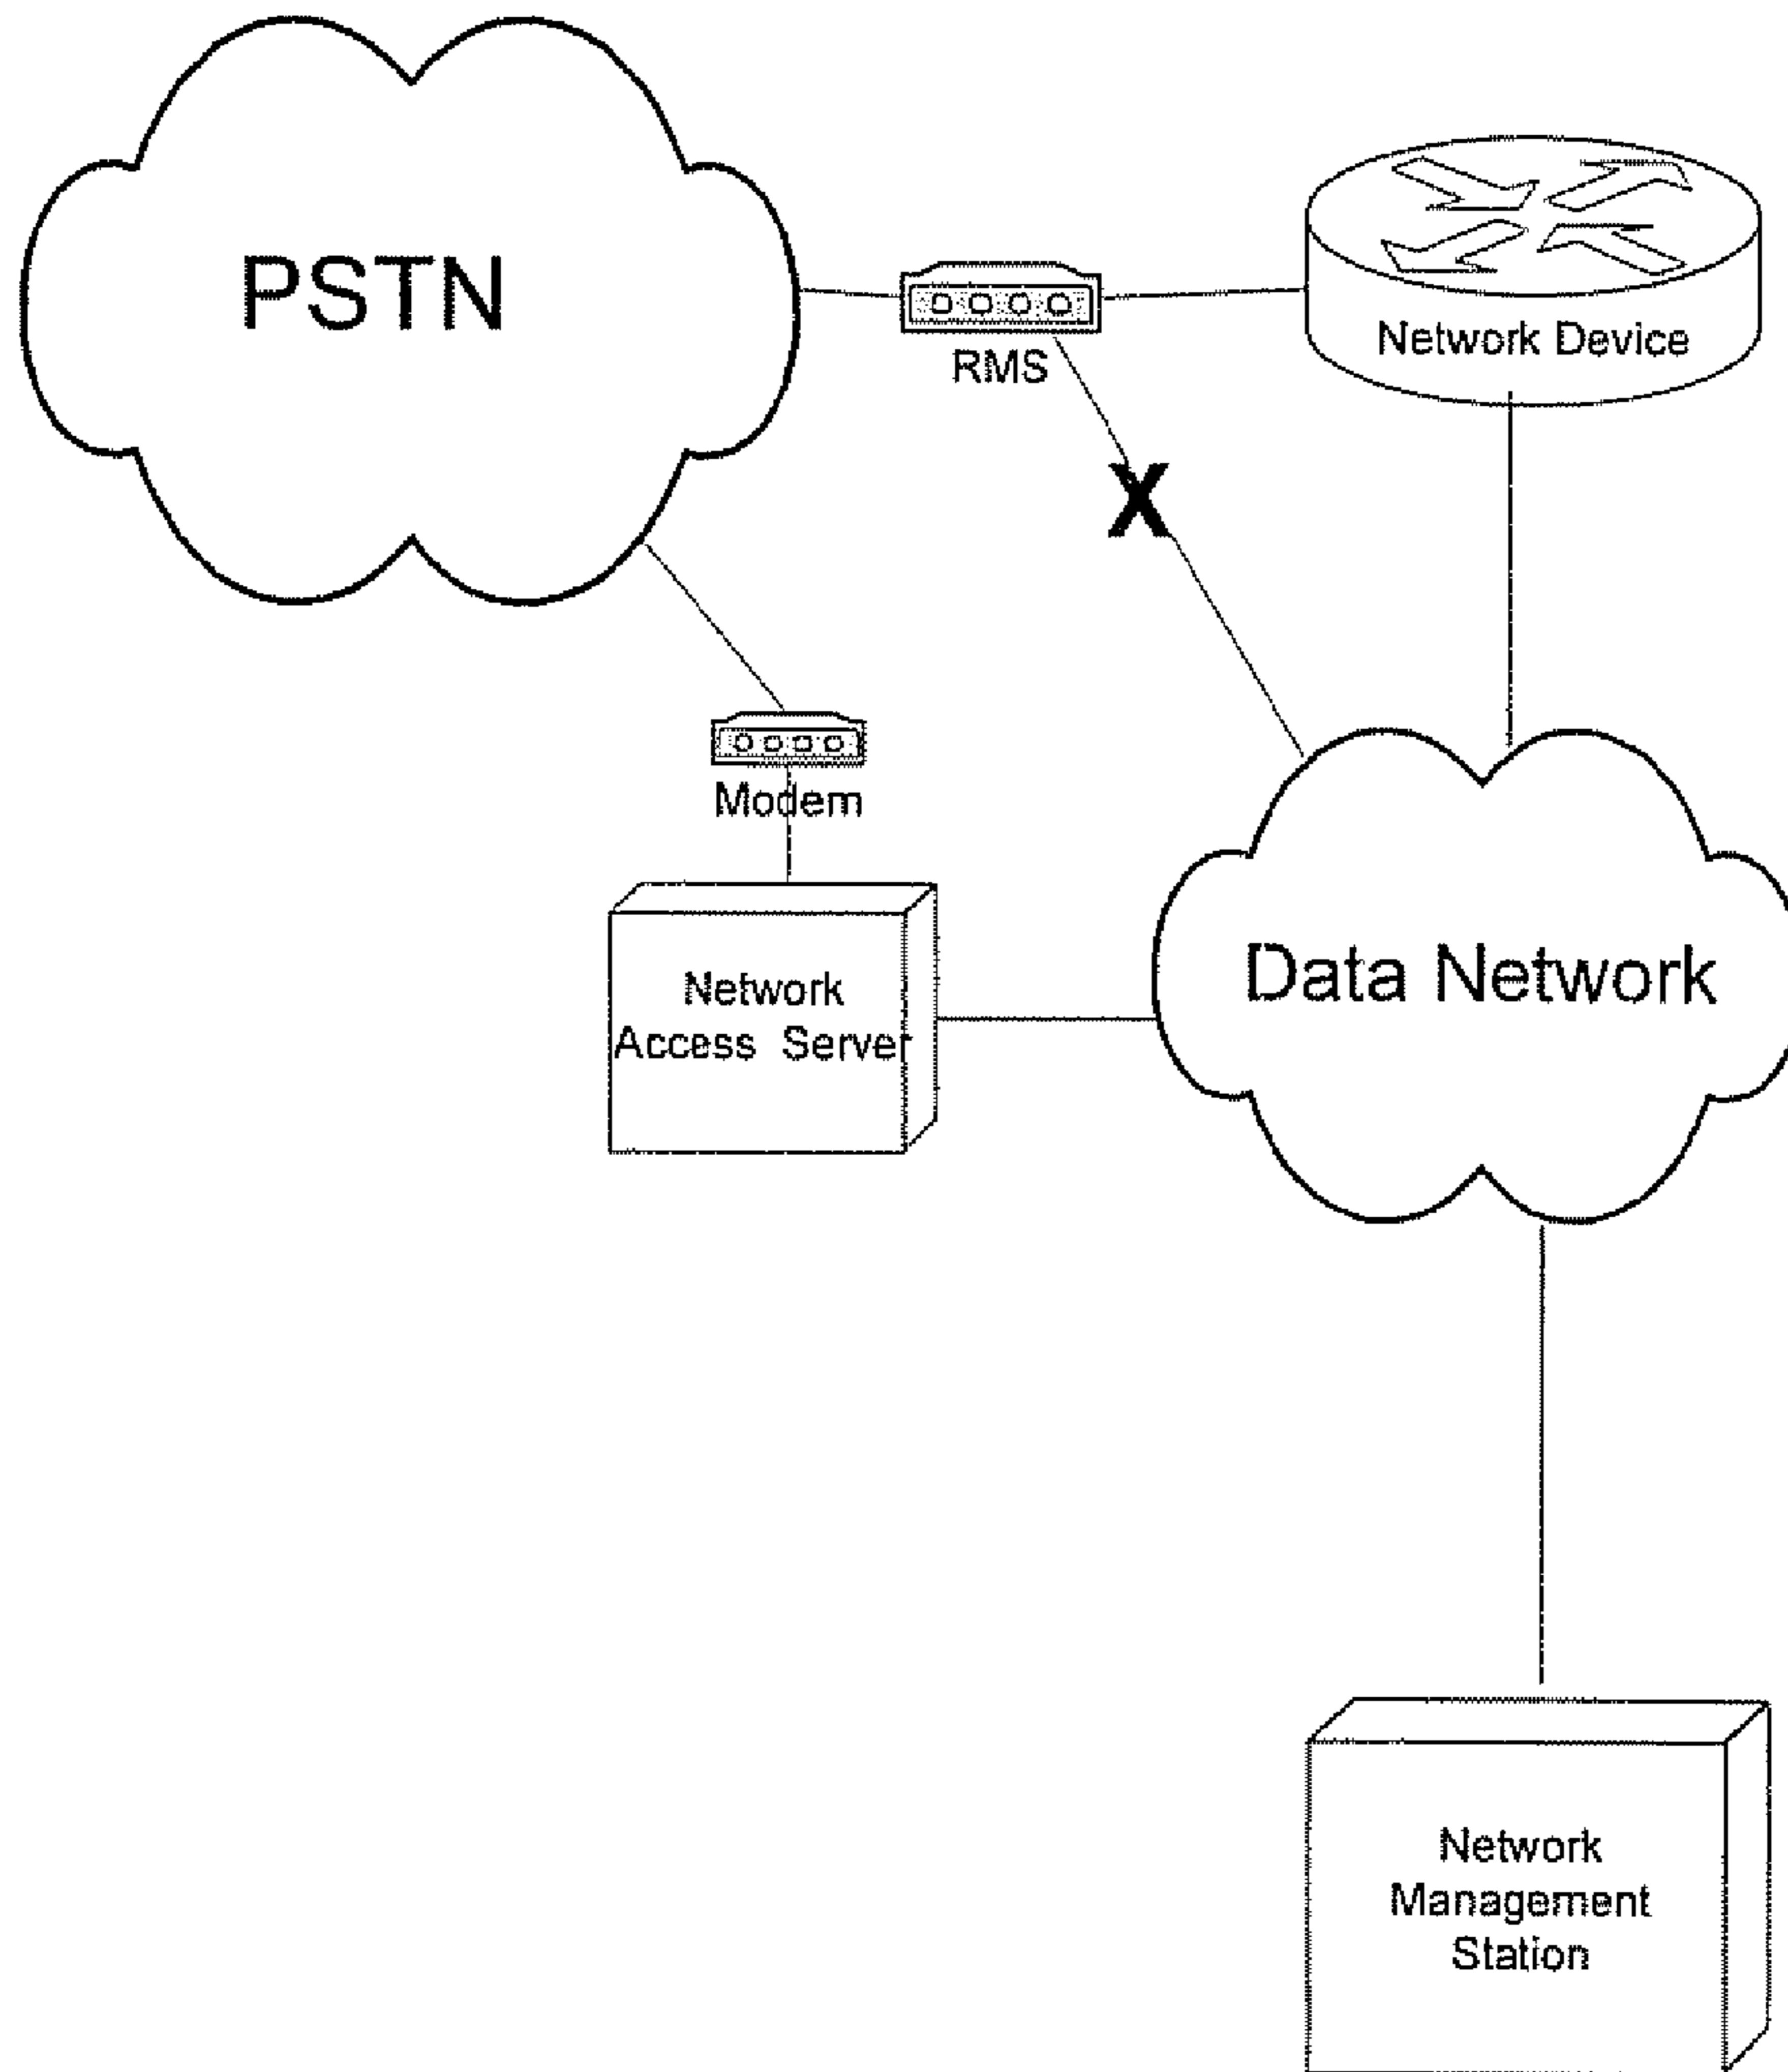 PSTN
Network Device
RMS
X
Modem
Network
Access Server
Data Network
Network
Management
Station